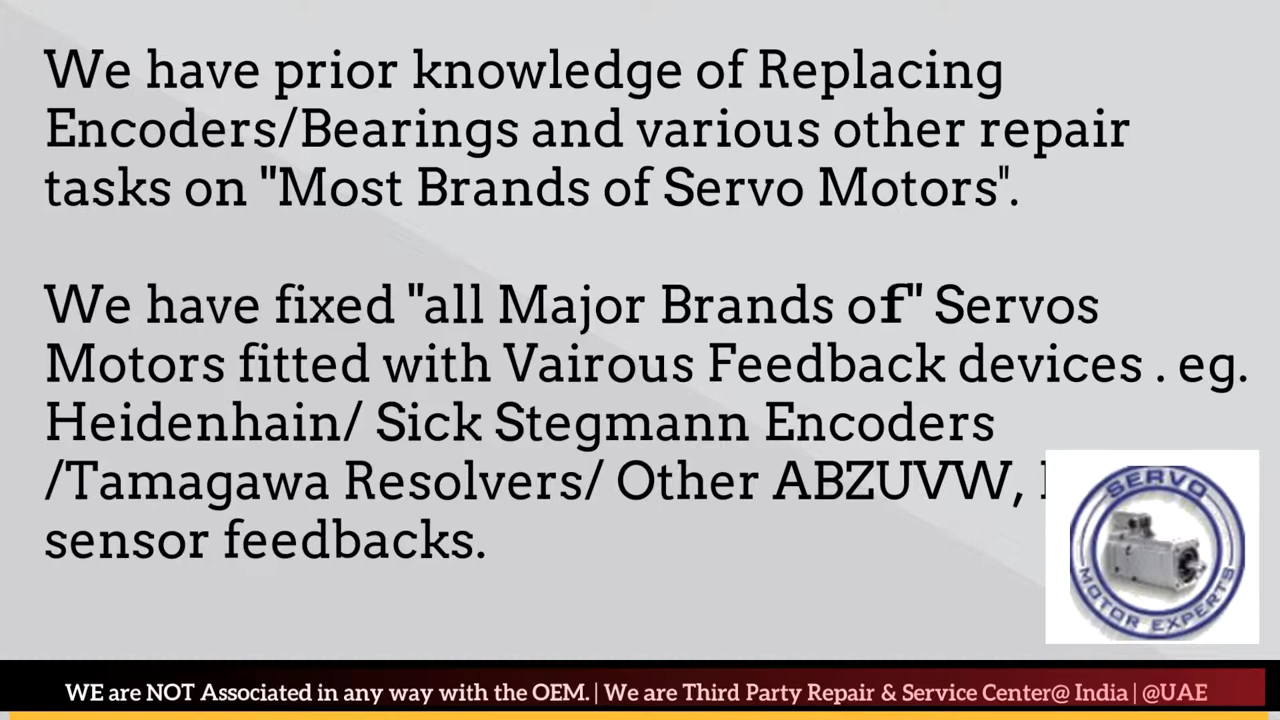 We have prior knowledge of Replacing
Encoders/Bearings and various other repair
tasks on "Most Brands of Servo Motors".
We have fixed "all Major Brands of" Servos
Motors fitted with Vairous Feedback devices . eg.
Heidenhain/ Sick Stegmann Encoders
/Tamagawa Resolvers/ Other ABZUVW,
sensor feedbacks.
SERVO
MOTOR EXPERTS
WE are NOT Associated in any way with the OEM. | We are Third Party Repair & Service Center@ India | @UAE